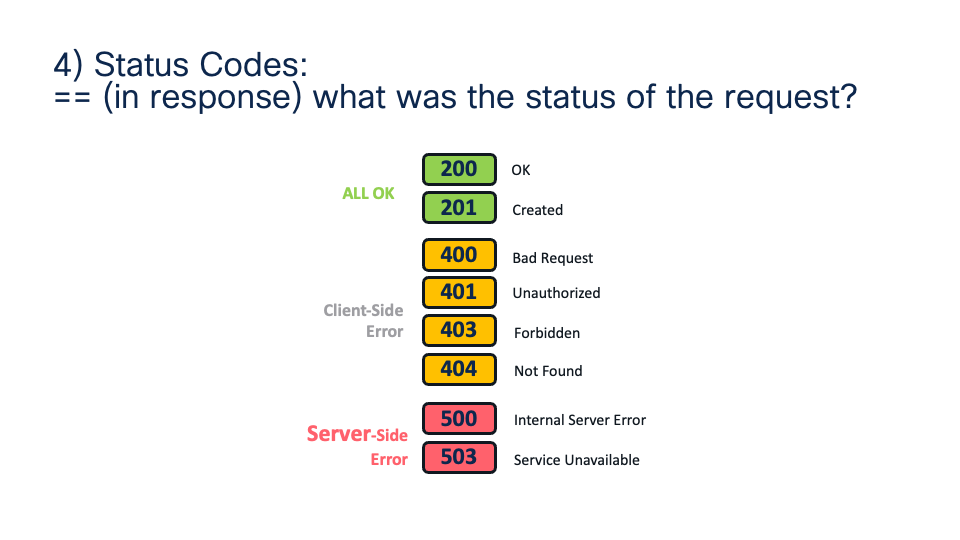 4) Status Codes:
== (in response) what was the status of the request?
ALL OK
200 OK
201 Created
Client-Side
Error
400 Bad Request
401 Unauthorized
403 Forbidden
404 Not Found
Server-Side
Error
500 Internal Server Error
503 Service Unavailable